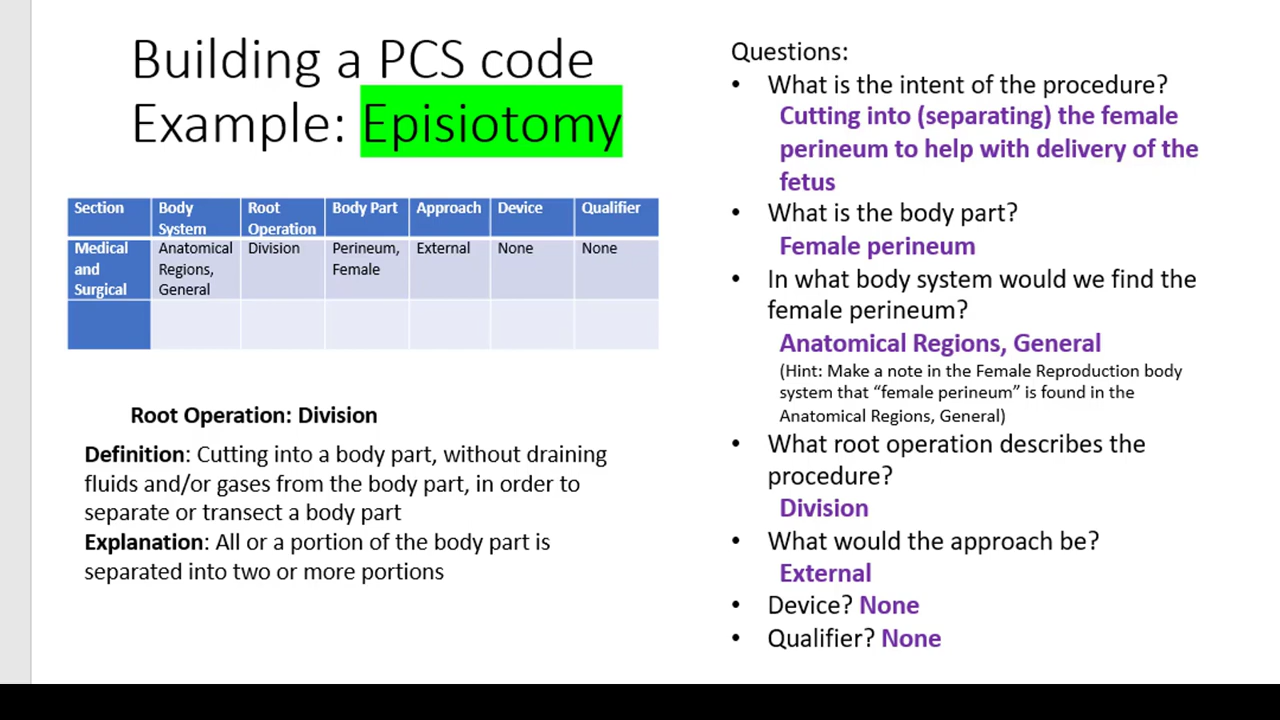 Building a PCS code
Example: Episiotomy
Section
Body
System
Root
Operation
Body Part
Approach
Device
Qualifier
Medical
and
Surgical
Anatomical
Regions,
General
Division
Perineum,
Female
External
None
None
Root Operation: Division
Definition: Cutting into a body part, without draining
fluids and/or gases from the body part, in order to
separate or transect a body part
Explanation: All or a portion of the body part is
separated into two or more portions
Questions:
• What is the intent of the procedure?
Cutting into (separating) the female
perineum to help with delivery of the
fetus
• What is the body part?
Female perineum
• In what body system would we find the
female perineum?
Anatomical Regions, General
(Hint: Make a note in the Female Reproduction body
system that “female perineum” is found in the
Anatomical Regions, General)
• What root operation describes the
procedure?
Division
• What would the approach be?
External
• Device? None
• Qualifier? None